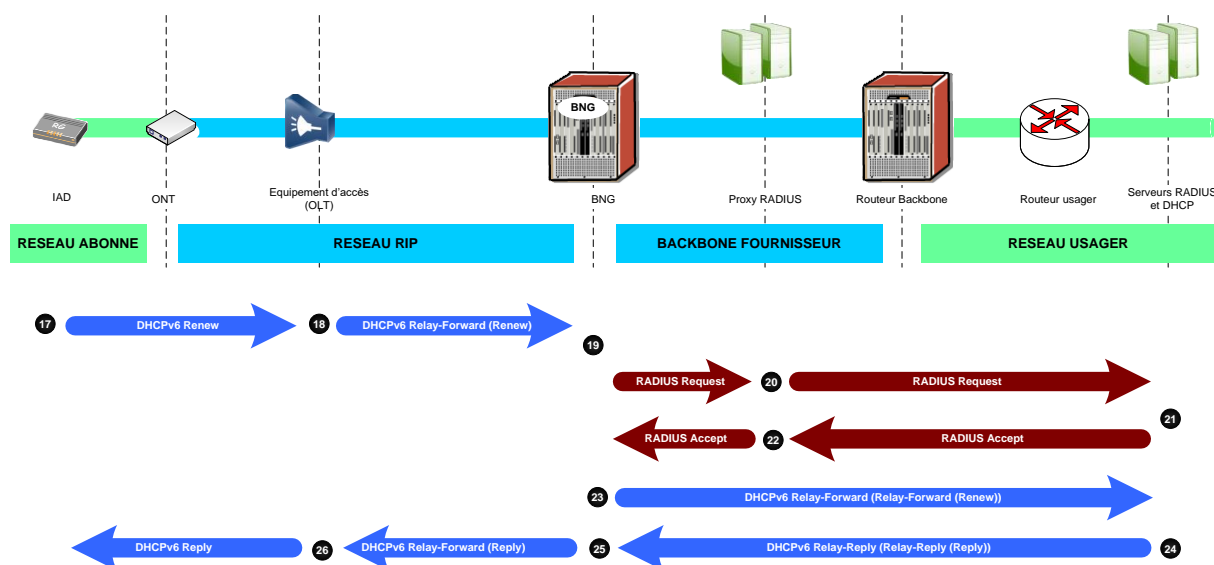 BNG
RG
IAD
ONT
Equipement d'accès
(OLT)
BNG
Proxy RADIUS
Routeur Backbone
Routeur usager
Serveurs RADIUS
et DHCP
RESEAU ABONNE
RESEAU RIP
BACKBONE FOURNISSEUR
RESEAU USAGER
17
DHCPv6 Renew
18
DHCPv6 Relay-Forward (Renew)
19
RADIUS Request
20
RADIUS Request
21
RADIUS Accept
22
RADIUS Accept
23
DHCPv6 Relay-Forward (Relay-Forward (Renew))
DHCPv6 Reply
26
DHCPv6 Relay-Forward (Reply)
25
DHCPv6 Relay-Reply (Relay-Reply (Reply))
24